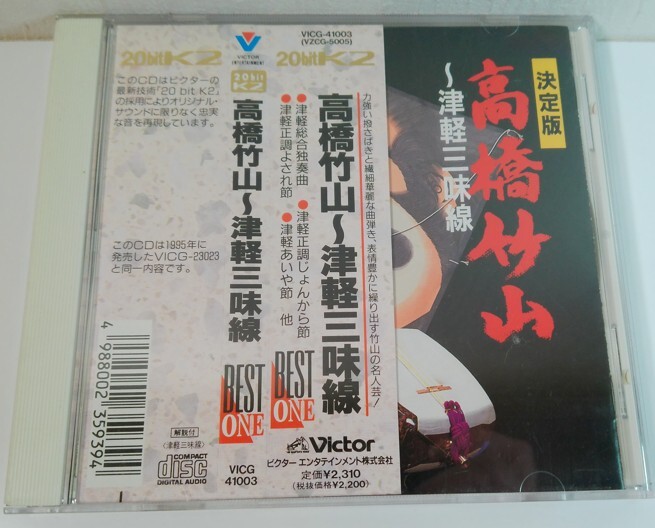 20bit K2
このCDはビクターの
最新技術「20 bit K2」
の採用によりオリジナル・
サウンドに限りなく忠実
な音を再現しています。
このCDは1995年に
発売したVICG-23023
と同一内容です。
4988002350394
解説付
(津軽三味線)
COMPACT
disc
DIGITAL AUDIO
VICTOR
20bit
K2
高橋竹山～津軽三味線
BEST
ONE
VICG
41003
VICG-41003
(VZCG-5005)
20bit K2
力強い撥さばきと繊細華麗な曲弾き、表情豊かに繰り出す竹山の名人芸!
高橋竹山～津軽三味線
●津軽総合独奏曲 ●津軽正調じょんから節
●津軽正調よされ節 ●津軽あいや節 他
BEST
ONE
Victor
ビクター エンタテインメント株式会社
定価¥2,310
(税抜価格¥2,200)
決定版
高橋竹山
～津軽三味線